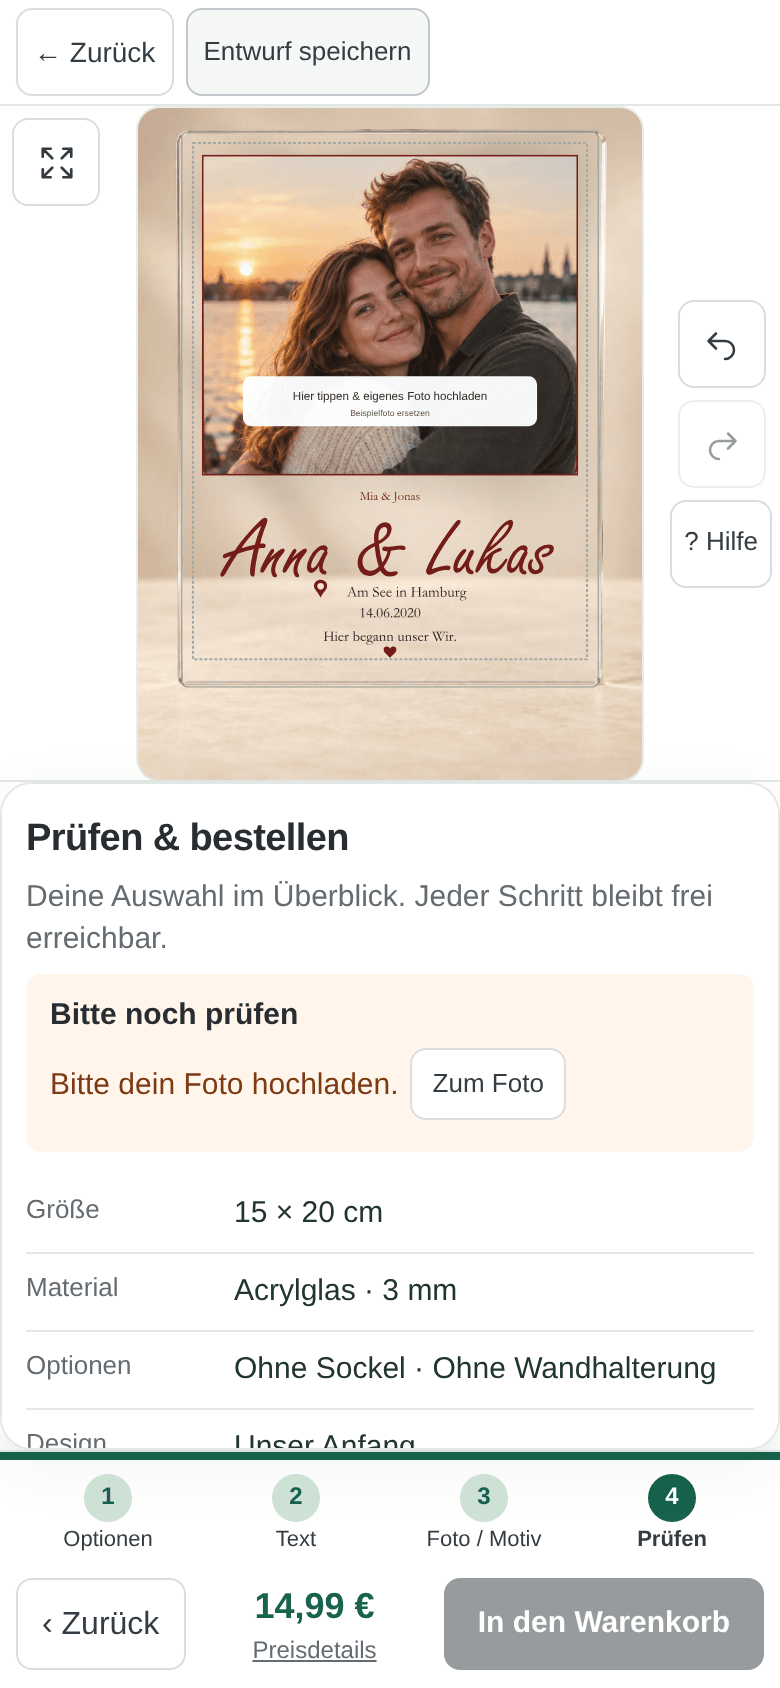 ← Zurück
Entwurf speichern
Hier tippen & eigenes Foto hochladen
Beispielfoto ersetzen
Mia & Jonas
Anna & Lukas
Am See in Hamburg
14.06.2020
Hier begann unser Wir.
? Hilfe
Prüfen & bestellen
Deine Auswahl im Überblick. Jeder Schritt bleibt frei
erreichbar.
Bitte noch prüfen
Bitte dein Foto hochladen. Zum Foto
Größe 15 × 20 cm
Material Acrylglas · 3 mm
Optionen Ohne Sockel · Ohne Wandhalterung
Design Unser Anfang
1 2 3 4
Optionen Text Foto / Motiv Prüfen
‹ Zurück
14,99 €
Preisdetails
In den Warenkorb